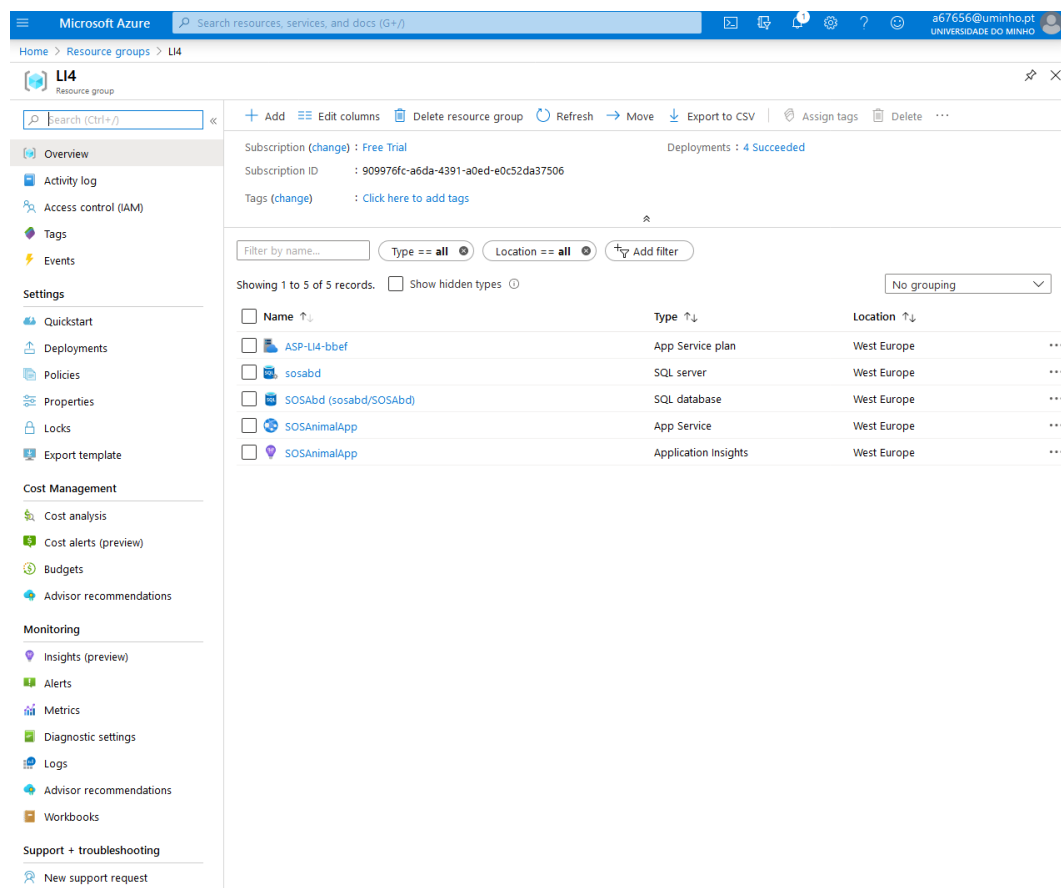 Microsoft Azure
Search resources, services, and docs (G+/)
1
a67656@uminho.pt
UNIVERSIDADE DO MINHO
Home > Resource groups > LI4
LI4
Resource group
Search (Ctrl+/)
Overview
Activity log
Access control (IAM)
Tags
Events
Settings
Quickstart
Deployments
Policies
Properties
Locks
Export template
Cost Management
Cost analysis
Cost alerts (preview)
Budgets
Advisor recommendations
Monitoring
Insights (preview)
Alerts
Metrics
Diagnostic settings
Logs
Advisor recommendations
Workbooks
Support + troubleshooting
New support request
Add Edit columns Delete resource group Refresh Move Export to CSV Assign tags Delete ...
Subscription (change) : Free Trial Deployments : 4 Succeeded
Subscription ID : 909976fc-a6da-4391-a0ed-e0c52da37506
Tags (change) : Click here to add tags
Filter by name... Type == all Location == all Add filter
Showing 1 to 5 of 5 records. Show hidden types No grouping
Name Type Location
ASP-LI4-bbef App Service plan West Europe ...
sosabd SQL server West Europe ...
SOSAbd (sosabd/SOSAbd) SQL database West Europe ...
SOSAnimalApp App Service West Europe ...
SOSAnimalApp Application Insights West Europe ...